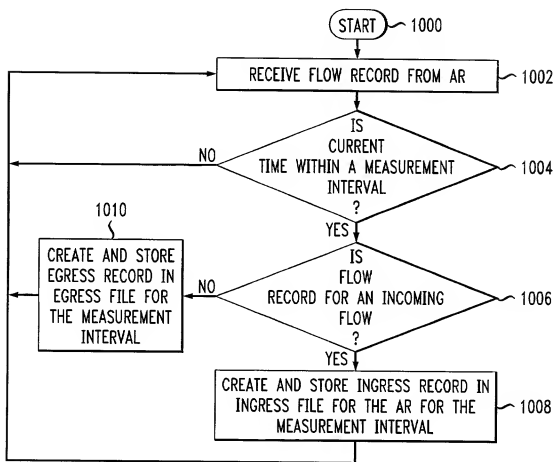 START
1000
RECEIVE FLOW RECORD FROM AR
1002
IS
CURRENT
TIME WITHIN A MEASUREMENT
INTERVAL
?
1004
NO
YES
1010
CREATE AND STORE
EGRESS RECORD IN
EGRESS FILE FOR
THE MEASUREMENT
INTERVAL
NO
IS
FLOW
RECORD FOR AN INCOMING
FLOW
?
1006
YES
CREATE AND STORE INGRESS RECORD IN
INGRESS FILE FOR THE AR FOR THE
MEASUREMENT INTERVAL
1008